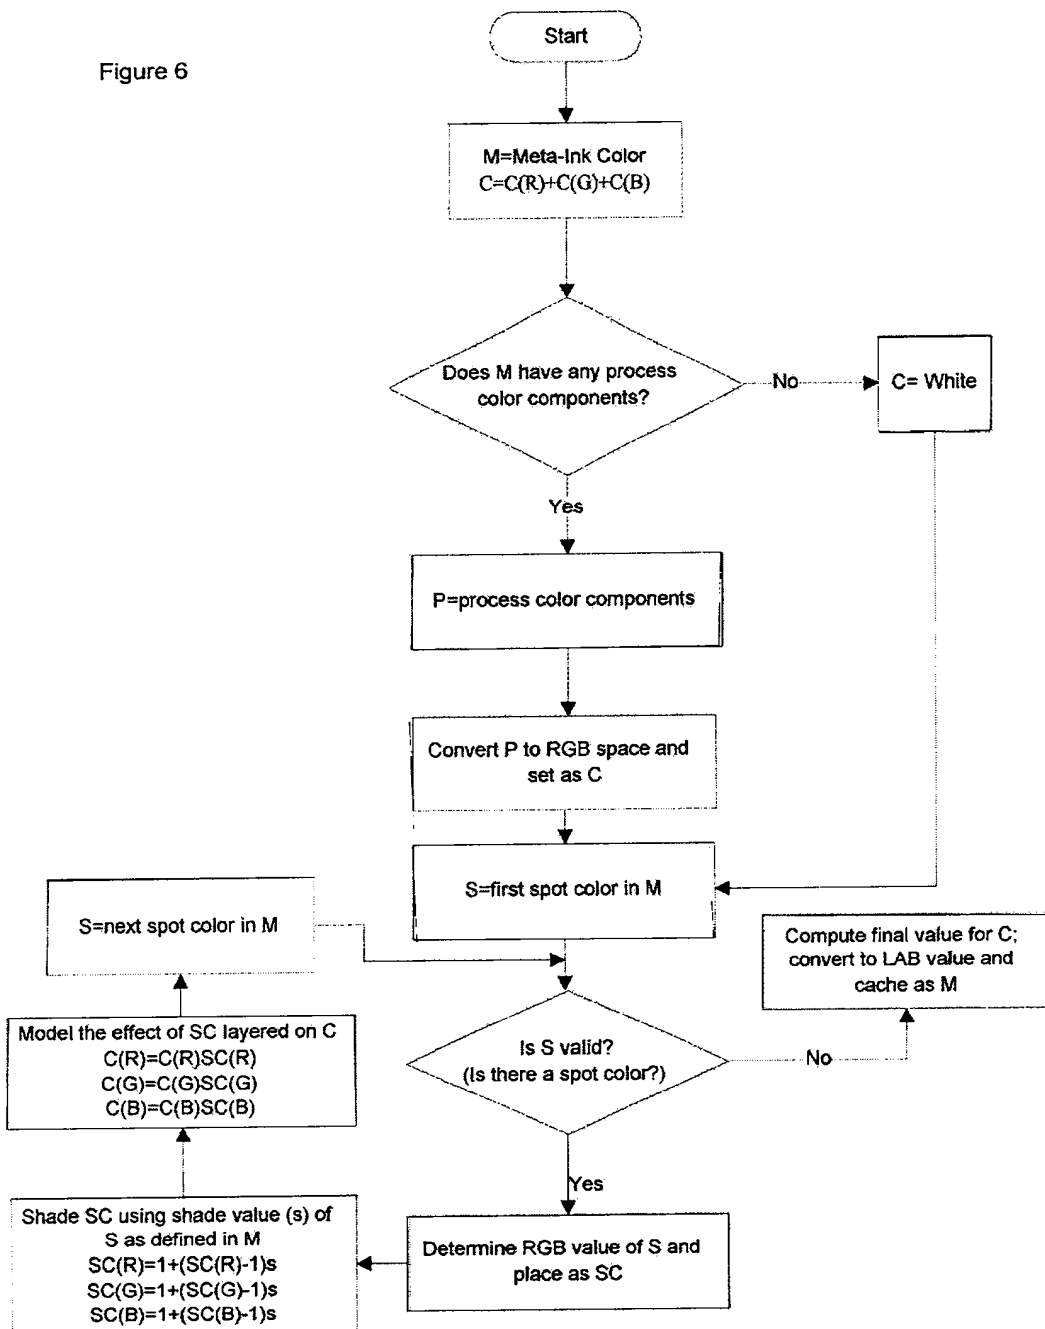 Start
Figure 6
M=Meta-Ink Color
C=C(R)+C(G)+C(B)
Does M have any process
color components?
No
C= White
Yes
P=process color components
Convert P to RGB space and
set as C
S=first spot color in M
S=next spot color in M
Compute final value for C;
convert to LAB value and
cache as M
Model the effect of SC layered on C
C(R)=C(R)SC(R)
C(G)=C(G)SC(G)
C(B)=C(B)SC(B)
Is S valid?
(Is there a spot color?)
No
Yes
Shade SC using shade value (s) of
S as defined in M
SC(R)=1+(SC(R)-1)s
SC(G)=1+(SC(G)-1)s
SC(B)=1+(SC(B)-1)s
Determine RGB value of S and
place as SC